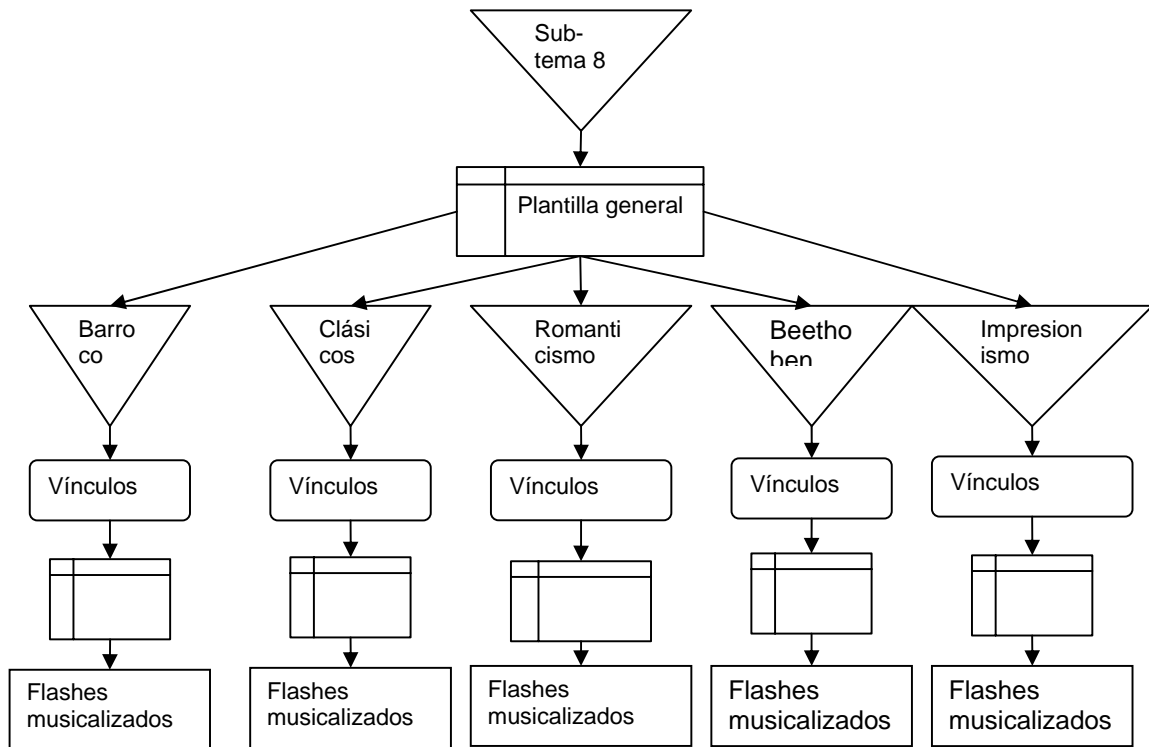 Sub-
tema 8
Plantilla general
Barro
co
Clási
cos
Romanti
cismo
Beetho
ben
Impresion
ismo
Vínculos
Vínculos
Vínculos
Vínculos
Vínculos
Flashes
musicalizados
Flashes
musicalizados
Flashes
musicalizados
Flashes
musicalizados
Flashes
musicalizados